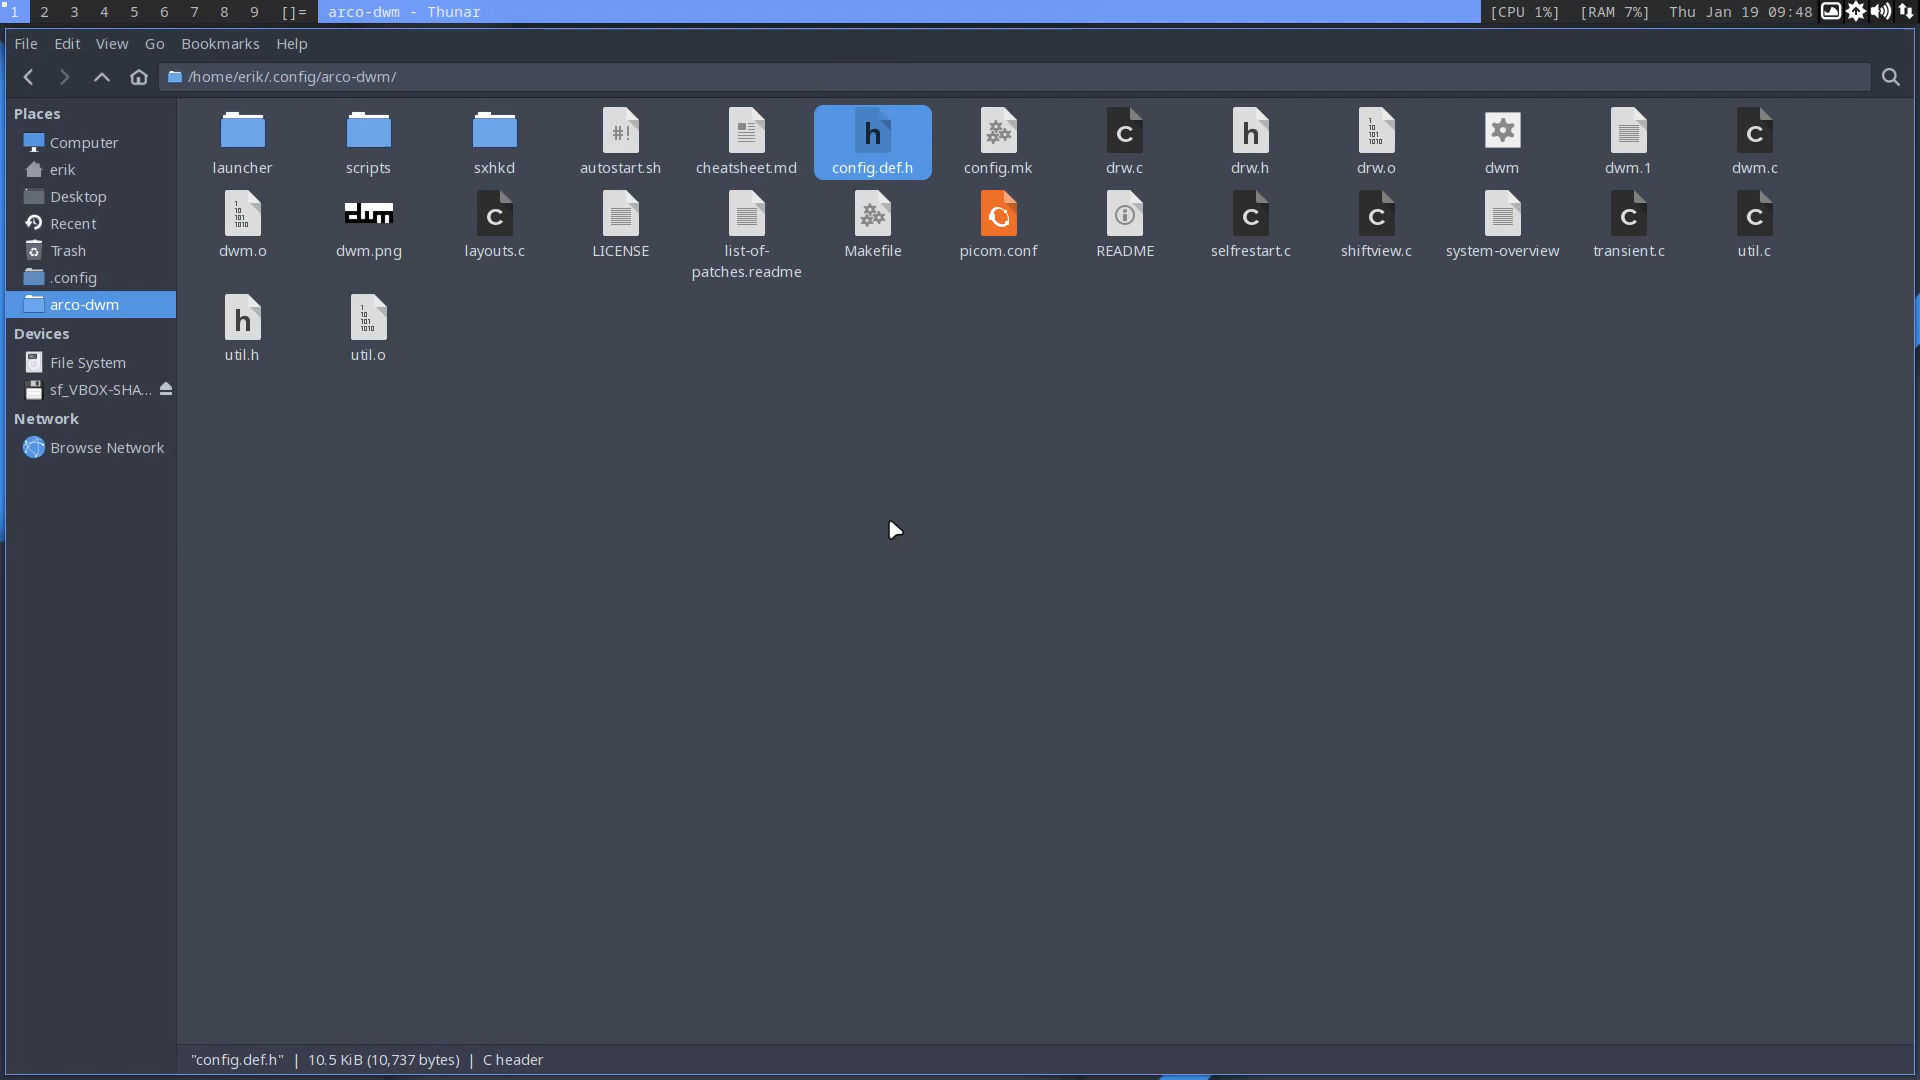 1 2 3 4 5 6 7 8 9 []= arco-dwm - Thunar [CPU 1%] [RAM 7%] Thu Jan 19 09:48
File Edit View Go Bookmarks Help
/home/erik/.config/arco-dwm/
Places
Computer
erik
Desktop
Recent
Trash
.config
arco-dwm
Devices
File System
sf_VBOX-SHA...
Network
Browse Network
launcher scripts sxhkd autostart.sh cheatsheet.md config.def.h config.mk drw.c drw.h drw.o dwm dwm.1 dwm.c
dwm.o dwm.png layouts.c LICENSE list-of-patches.readme Makefile picom.conf README selfrestart.c shiftview.c system-overview transient.c util.c
util.h util.o
"config.def.h" | 10.5 KiB (10,737 bytes) | C header